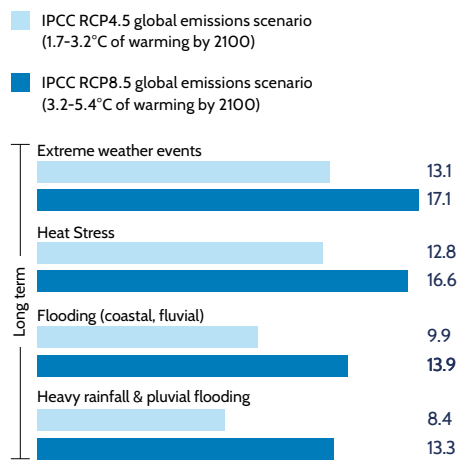 IPCC RCP4.5 global emissions scenario
(1.7-3.2°C of warming by 2100)
IPCC RCP8.5 global emissions scenario
(3.2-5.4°C of warming by 2100)
Long term
Extreme weather events
13.1
17.1
Heat Stress
12.8
16.6
Flooding (coastal, fluvial)
9.9
13.9
Heavy rainfall & pluvial flooding
8.4
13.3